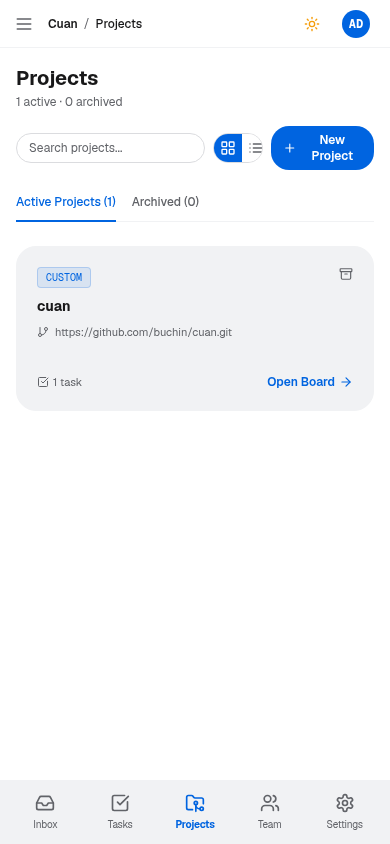 Cuan / Projects
AD
Projects
1 active · 0 archived
Search projects...
New
Project
Active Projects (1)
Archived (0)
CUSTOM
cuan
https://github.com/buchin/cuan.git
1 task
Open Board
Inbox
Tasks
Projects
Team
Settings